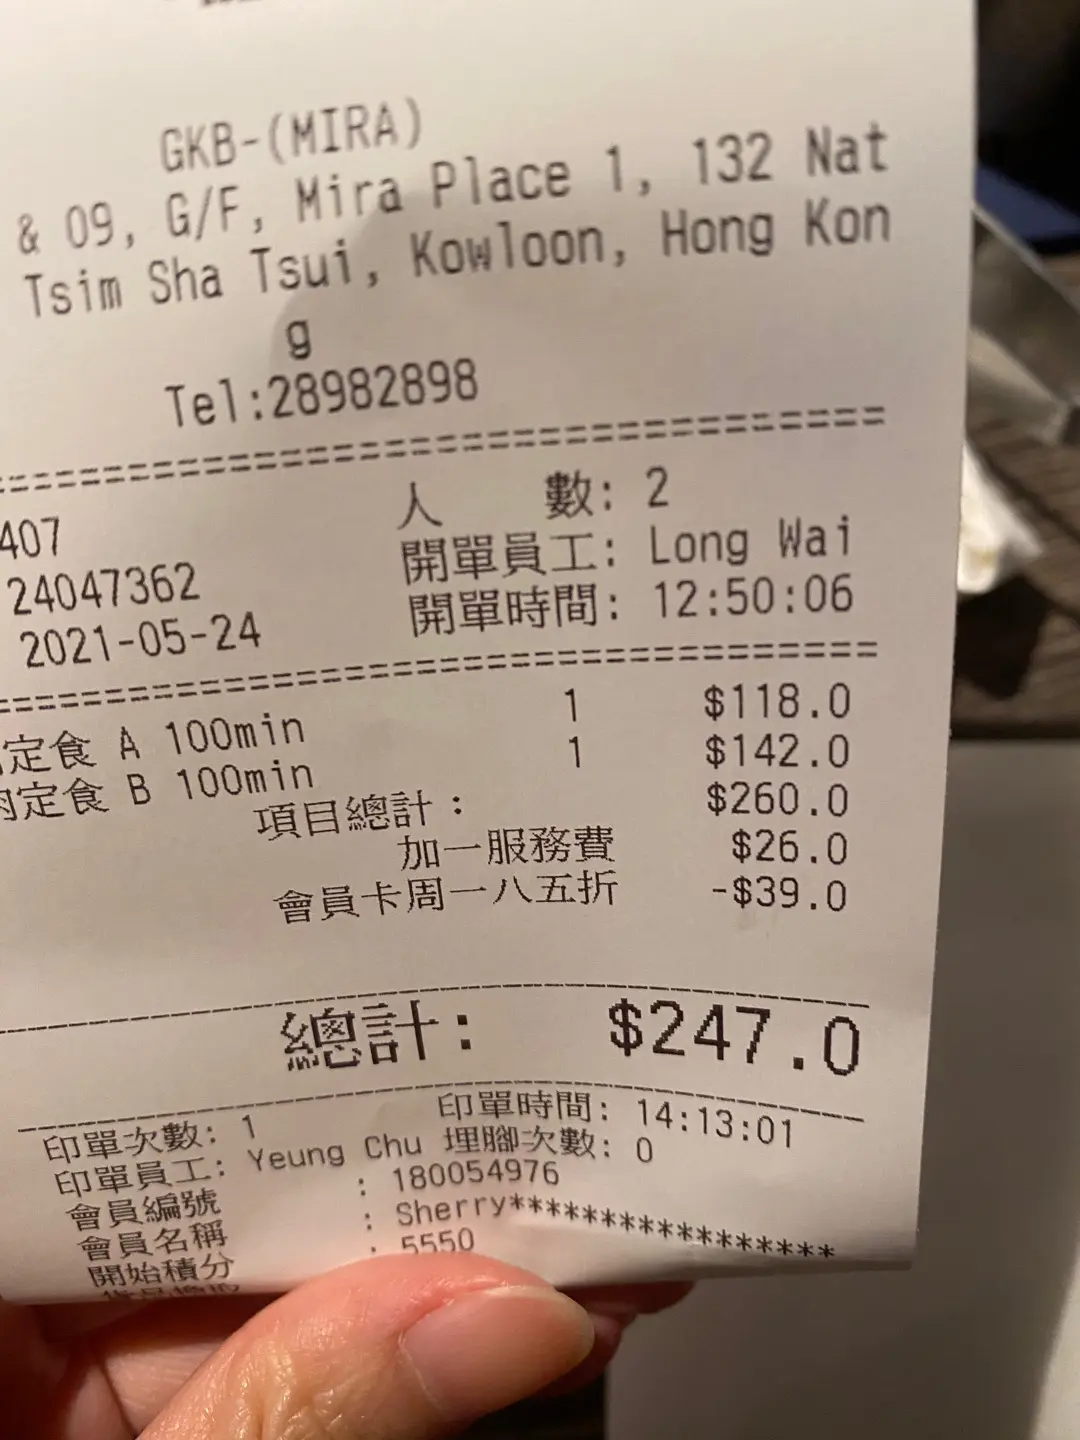 GKB-(MIRA)
& 09, G/F, Mira Place 1, 132 Nat
Tsim Sha Tsui, Kowloon, Hong Kon
g
Tel:28982898
407 人 數: 2
24047362 開單員工: Long Wai
2021-05-24 開單時間: 12:50:06
定食 A 100min 1 $118.0
肉定食 B 100min 1 $142.0
項目總計: $260.0
加一服務費 $26.0
會員卡周一八五折 -$39.0
總計: $247.0
印單次數: 1 印單時間: 14:13:01
印單員工: Yeung Chu 埋腳次數: 0
會員編號 : 180054976
會員名稱 : Sherry*****************
開始積分 : 5550